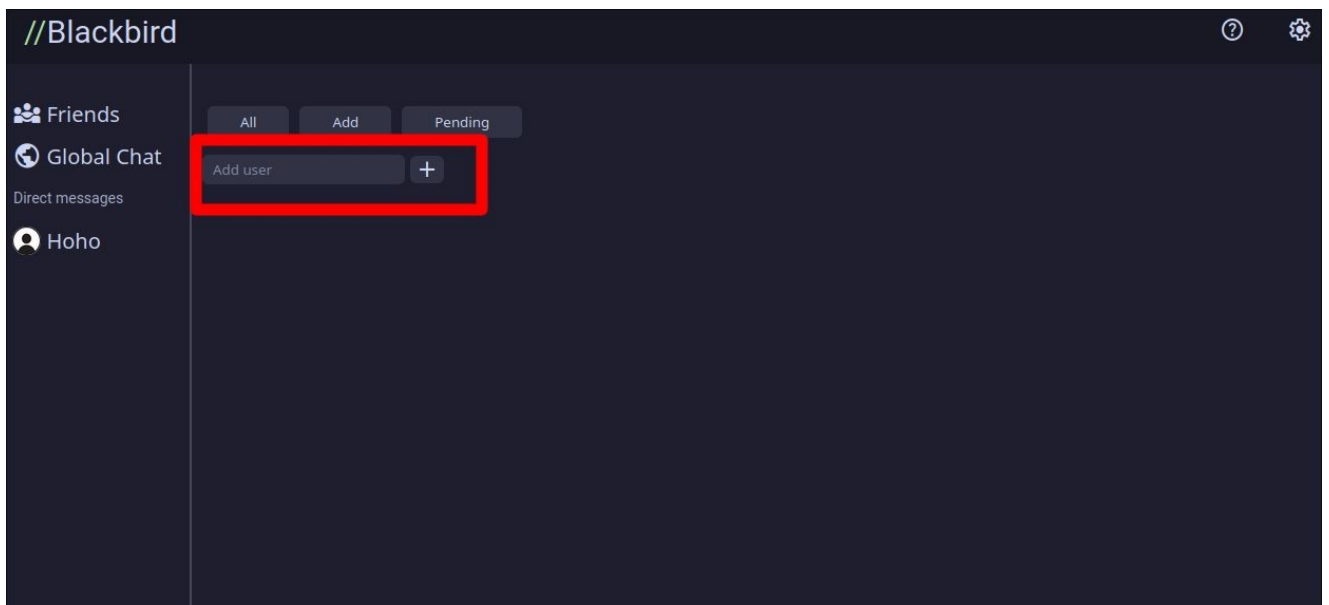 //Blackbird
Friends
Global Chat
Direct messages
Hoho
All Add Pending
Add user